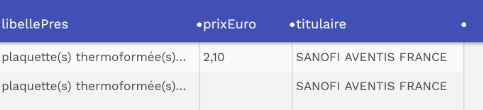 libellePres •prixEuro •titulaire •
plaquette(s) thermoformée(s)... 2,10 SANOFI AVENTIS FRANCE
plaquette(s) thermoformée(s)... SANOFI AVENTIS FRANCE